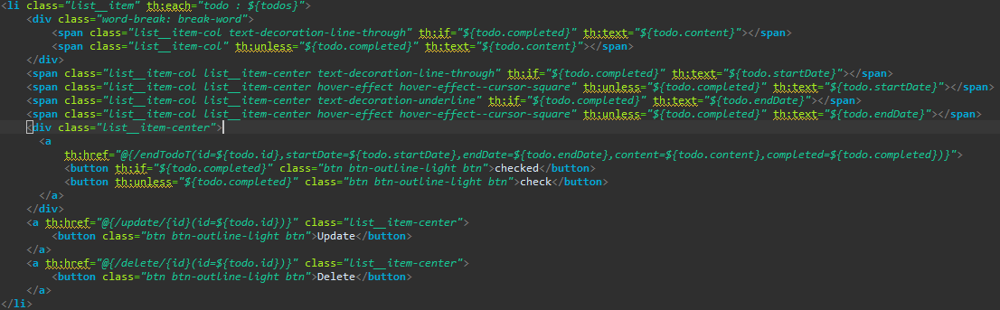 <li class="list__item" th:each="todo : ${todos}">
<div class="word-break: break-word">
<span class="list__item-col text-decoration-line-through" th:if="${todo.completed}" th:text="${todo.content}"></span>
<span class="list__item-col" th:unless="${todo.completed}" th:text="${todo.content}"></span>
</div>
<span class="list__item-col list__item-center text-decoration-line-through" th:if="${todo.completed}" th:text="${todo.startDate}"></span>
<span class="list__item-col list__item-center hover-effect hover-effect--cursor-square" th:unless="${todo.completed}" th:text="${todo.startDate}"></span>
<span class="list__item-col list__item-center text-decoration-underline" th:if="${todo.completed}" th:text="${todo.endDate}"></span>
<span class="list__item-col list__item-center hover-effect hover-effect--cursor-square" th:unless="${todo.completed}" th:text="${todo.endDate}"></span>
<div class="list__item-center">
<a
th:href="@{/endTodoT(id=${todo.id},startDate=${todo.startDate},endDate=${todo.endDate},content=${todo.content},completed=${todo.completed})}">
<button th:if="${todo.completed}" class="btn btn-outline-light btn">checked</button>
<button th:unless="${todo.completed}" class="btn btn-outline-light btn">check</button>
</a>
</div>
<a th:href="@{/update/{id}(id=${todo.id})}" class="list__item-center">
<button class="btn btn-outline-light btn">Update</button>
</a>
<a th:href="@{/delete/{id}(id=${todo.id})}" class="list__item-center">
<button class="btn btn-outline-light btn">Delete</button>
</a>
</li>